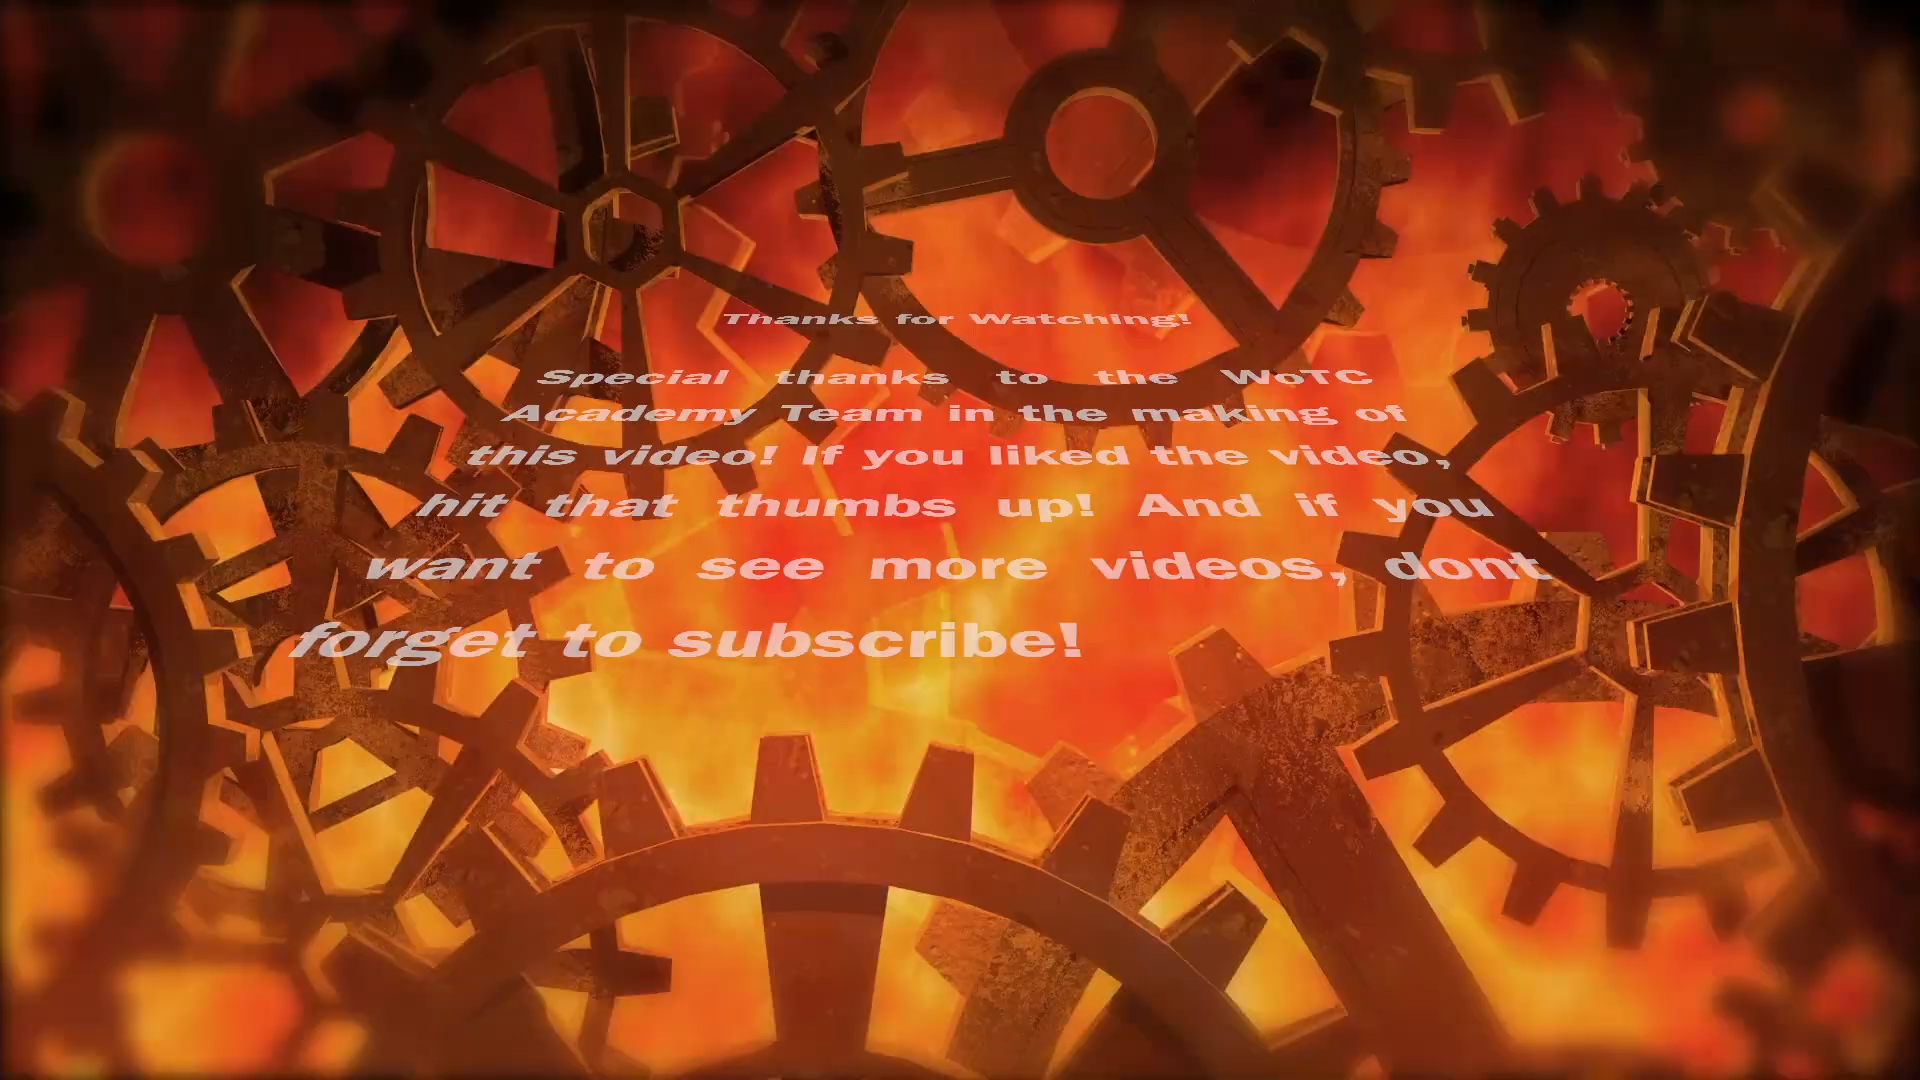 Thanks for Watching!
Special thanks to the WoTC
Academy Team in the making of
this video! If you liked the video,
hit that thumbs up! And if you
want to see more videos, dont
forget to subscribe!